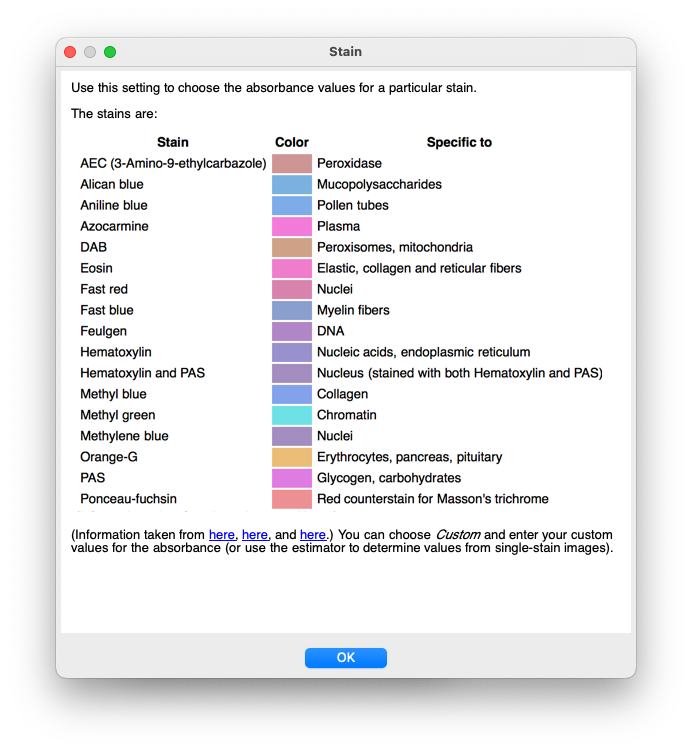 Stain
Use this setting to choose the absorbance values for a particular stain.
The stains are:
Stain Color Specific to
AEC (3-Amino-9-ethylcarbazole) Peroxidase
Alican blue Mucopolysaccharides
Aniline blue Pollen tubes
Azocarmine Plasma
DAB Peroxisomes, mitochondria
Eosin Elastic, collagen and reticular fibers
Fast red Nuclei
Fast blue Myelin fibers
Feulgen DNA
Hematoxylin Nucleic acids, endoplasmic reticulum
Hematoxylin and PAS Nucleus (stained with both Hematoxylin and PAS)
Methyl blue Collagen
Methyl green Chromatin
Methylene blue Nuclei
Orange-G Erythrocytes, pancreas, pituitary
PAS Glycogen, carbohydrates
Ponceau-fuchsin Red counterstain for Masson's trichrome
(Information taken from here, here, and here.) You can choose Custom and enter your custom
values for the absorbance (or use the estimator to determine values from single-stain images).
OK